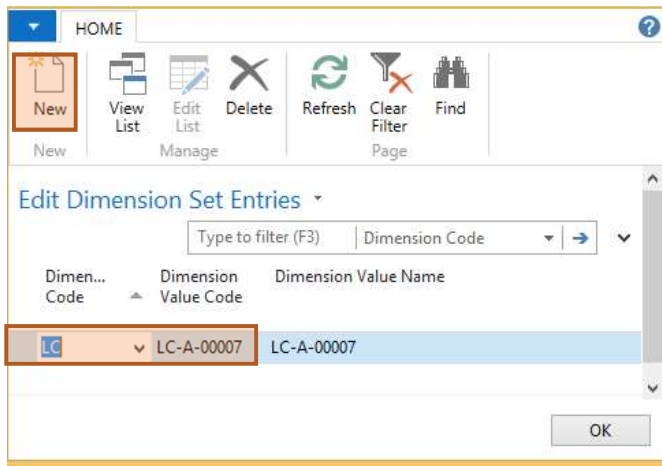 HOME
New View List Edit List Delete Refresh Clear Filter Find
New Manage Page
Edit Dimension Set Entries
Type to filter (F3) Dimension Code
Dimen... Code Dimension Value Code Dimension Value Name
LC LC-A-00007 LC-A-00007
OK